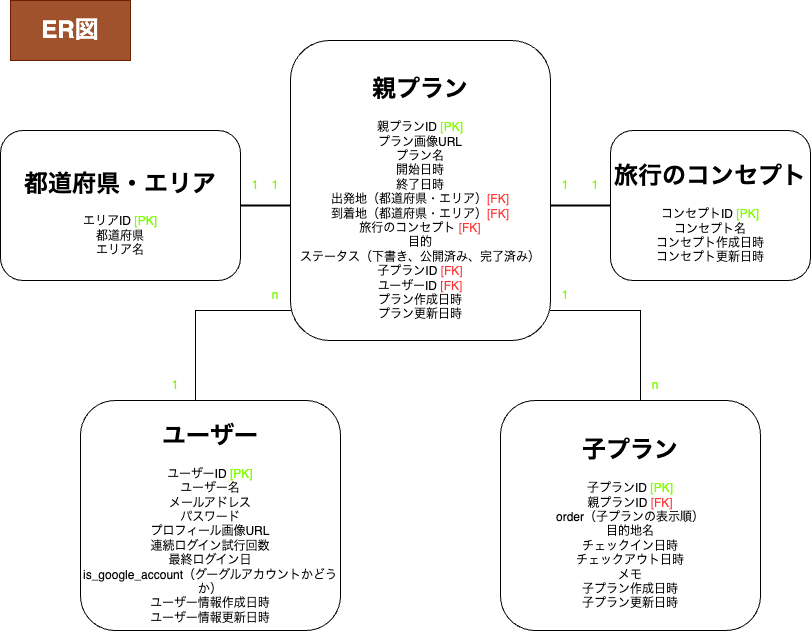 ER図
親プラン
親プランID [PK]
プラン画像URL
プラン名
開始日時
終了日時
出発地（都道府県・エリア）[FK]
到着地（都道府県・エリア）[FK]
旅行のコンセプト [FK]
目的
ステータス（下書き、公開済み、完了済み）
子プランID [FK]
ユーザーID [FK]
プラン作成日時
プラン更新日時
都道府県・エリア
エリアID [PK]
都道府県
エリア名
1
1
1
1
旅行のコンセプト
コンセプトID [PK]
コンセプト名
コンセプト作成日時
コンセプト更新日時
n
1
1
n
ユーザー
ユーザーID [PK]
ユーザー名
メールアドレス
パスワード
プロフィール画像URL
連続ログイン試行回数
最終ログイン日
is_google_account（グーグルアカウントかどう
か）
ユーザー情報作成日時
ユーザー情報更新日時
子プラン
子プランID [PK]
親プランID [FK]
order（子プランの表示順）
目的地名
チェックイン日時
チェックアウト日時
メモ
子プラン作成日時
子プラン更新日時